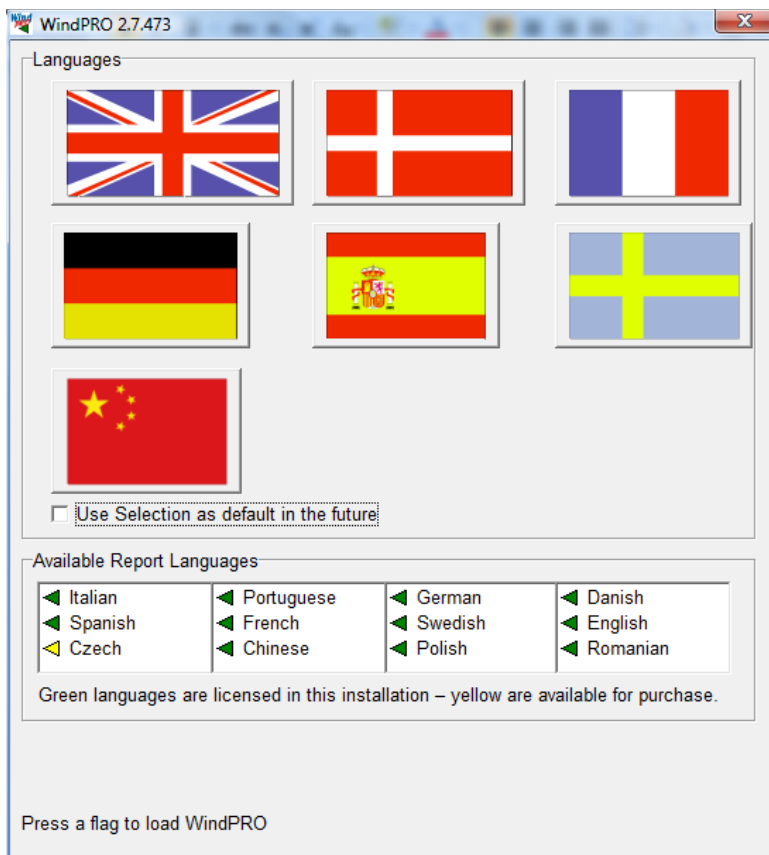 WindPRO 2.7.473
Languages
Use Selection as default in the future
Available Report Languages
Italian Portuguese German Danish
Spanish French Swedish English
Czech Chinese Polish Romanian
Green languages are licensed in this installation – yellow are available for purchase.
Press a flag to load WindPRO